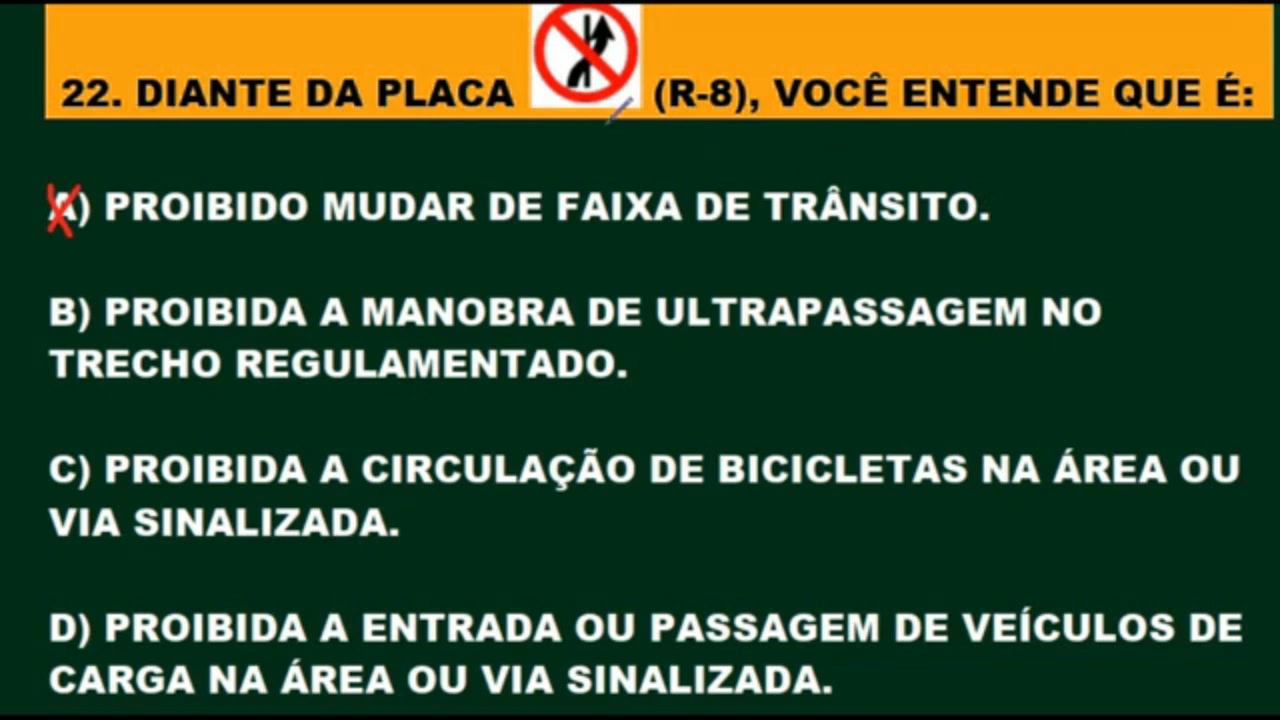 22. DIANTE DA PLACA (R-8), VOCÊ ENTENDE QUE É:
A) PROIBIDO MUDAR DE FAIXA DE TRÂNSITO.
B) PROIBIDA A MANOBRA DE ULTRAPASSAGEM NO
TRECHO REGULAMENTADO.
C) PROIBIDA A CIRCULAÇÃO DE BICICLETAS NA ÁREA OU
VIA SINALIZADA.
D) PROIBIDA A ENTRADA OU PASSAGEM DE VEÍCULOS DE
CARGA NA ÁREA OU VIA SINALIZADA.